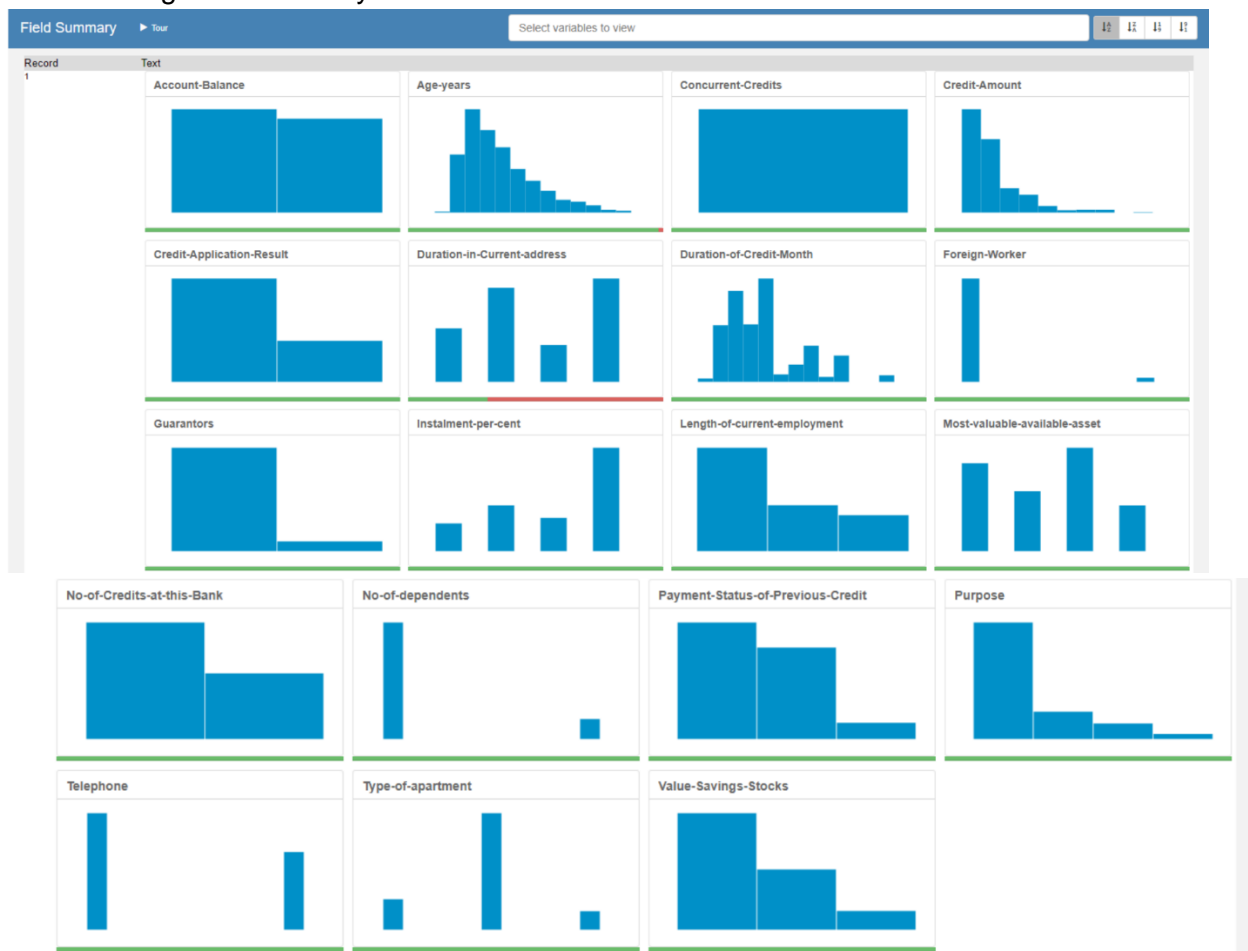 Field Summary Tour Select variables to view
Record Text
1
Account-Balance Age-years Concurrent-Credits Credit-Amount
Credit-Application-Result Duration-in-Current-address Duration-of-Credit-Month Foreign-Worker
Guarantors Instalment-per-cent Length-of-current-employment Most-valuable-available-asset
No-of-Credits-at-this-Bank No-of-dependents Payment-Status-of-Previous-Credit Purpose
Telephone Type-of-apartment Value-Savings-Stocks